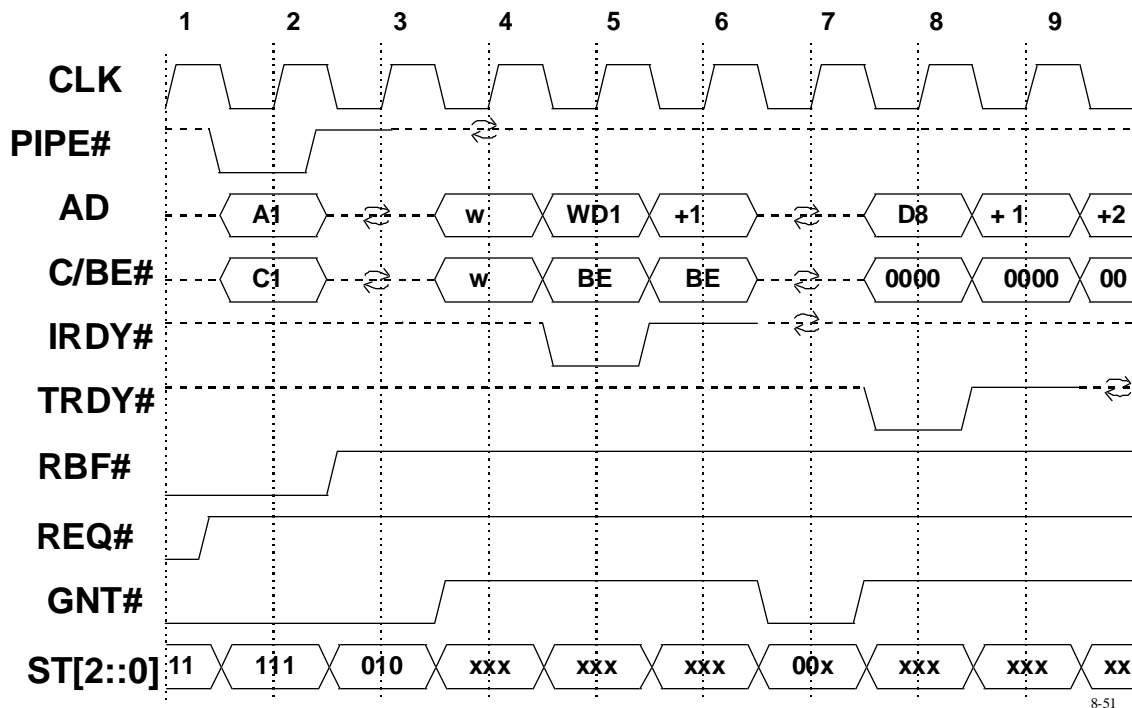 1 2 3 4 5 6 7 8 9
CLK
PIPE#
AD A1 w WD1 +1 D8 + 1 +2
C/BE# C1 w BE BE 0000 0000 00
IRDY#
TRDY#
RBF#
REQ#
GNT#
ST[2::0] 11 111 010 xxx xxx xxx 00x xxx xxx xx
8-51